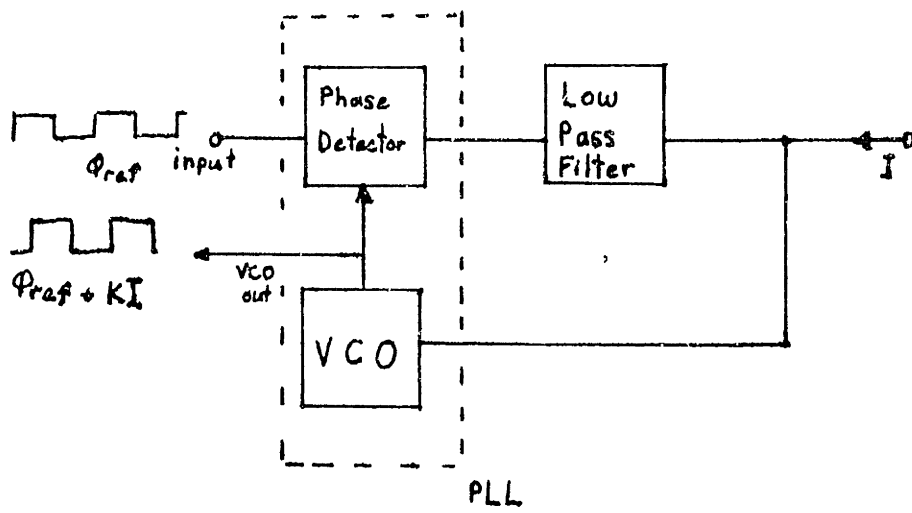 Phase
Detector
Low
Pass
Filter
φref
input
I
VCO
out
φref + KI
VCO
PLL